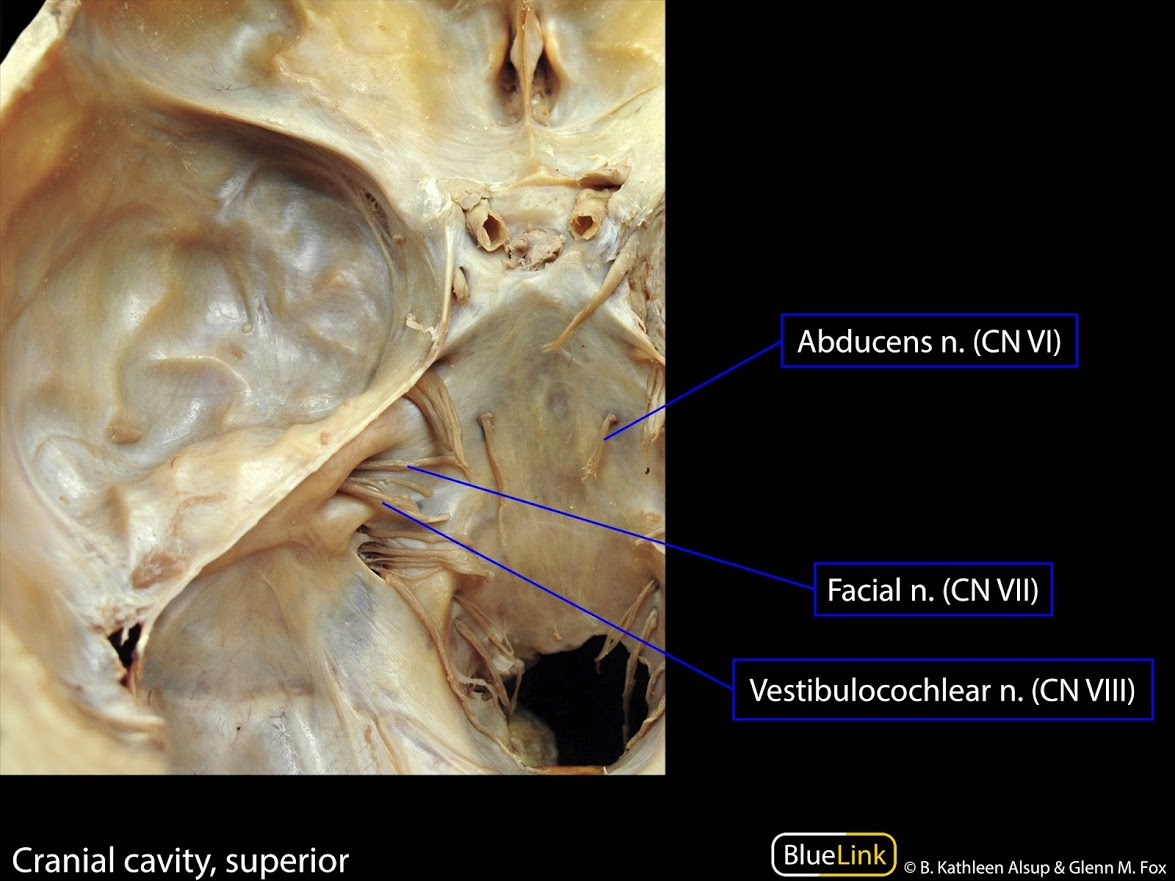 Abducens n. (CN VI)
Facial n. (CN VII)
Vestibulocochlear n. (CN VIII)
Cranial cavity, superior
BlueLink
© B. Kathleen Alsup & Glenn M. Fox